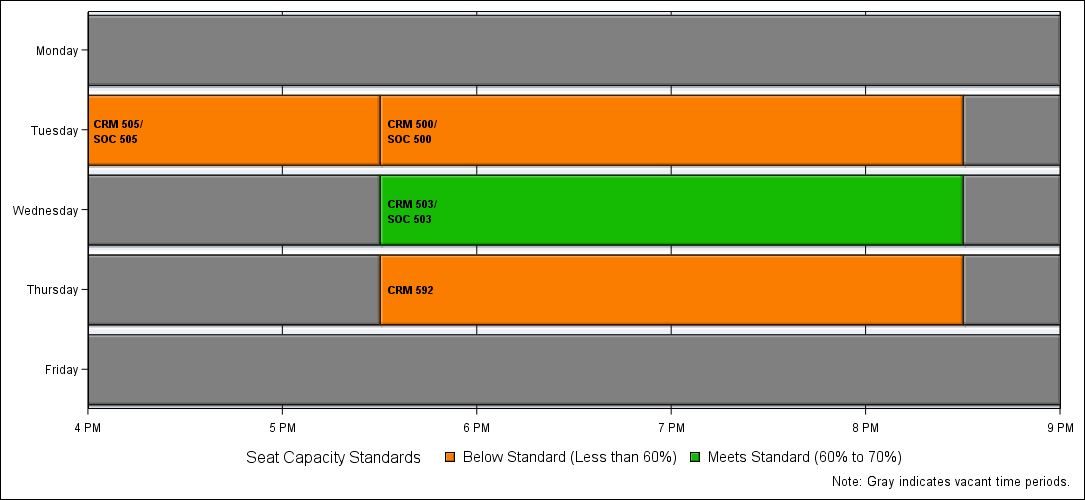 Monday
Tuesday
CRM 505/
SOC 505
CRM 500/
SOC 500
Wednesday
CRM 503/
SOC 503
Thursday
CRM 592
Friday
4 PM 5 PM 6 PM 7 PM 8 PM 9 PM
Seat Capacity Standards Below Standard (Less than 60%) Meets Standard (60% to 70%)
Note: Gray indicates vacant time periods.